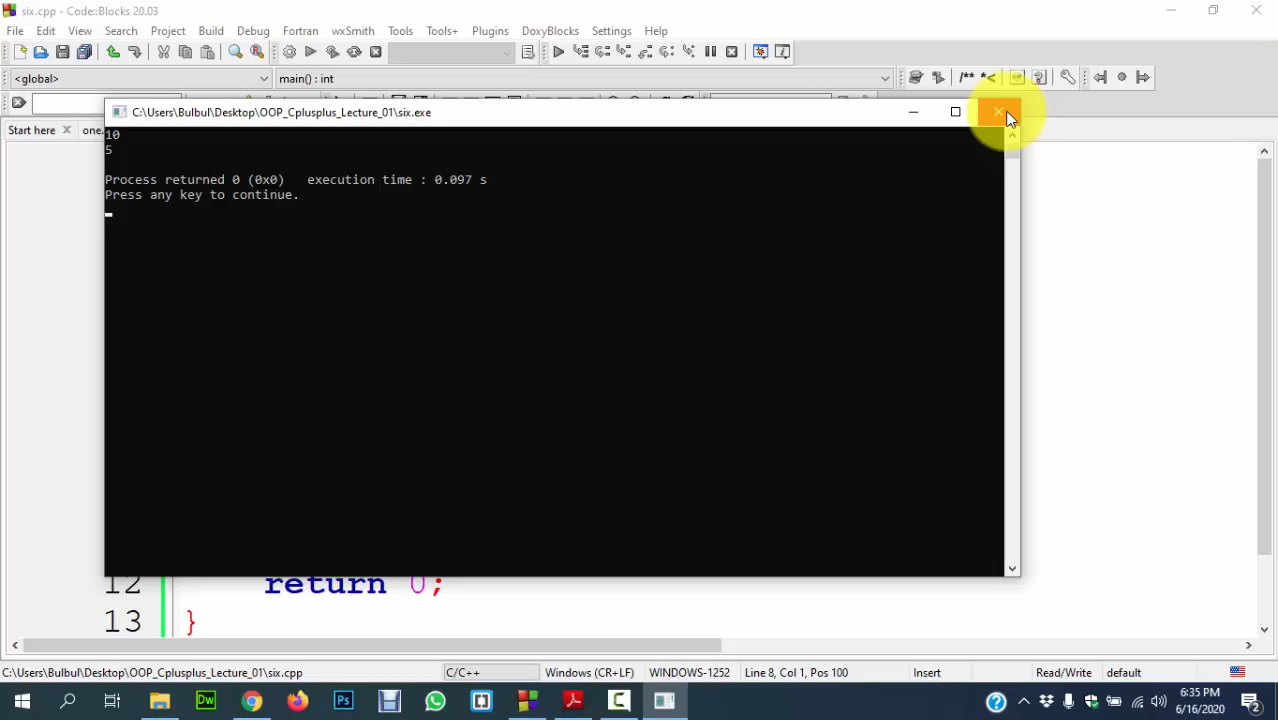 six.cpp - Code::Blocks 20.03
File Edit View Search Project Build Debug Fortran wxSmith Tools Tools+ Plugins DoxyBlocks Settings Help
<global> main() : int /** *<
C:\Users\Bulbul\Desktop\OOP_Cplusplus_Lecture_01\six.exe
Start here one.
10
5
Process returned 0 (0x0) execution time : 0.097 s
Press any key to continue.
12 return 0;
13 }
C:\Users\Bulbul\Desktop\OOP_Cplusplus_Lecture_01\six.cpp C/C++ Windows (CR+LF) WINDOWS-1252 Line 8, Col 1, Pos 100 Insert Read/Write default
Dw Ps 6:35 PM
6/16/2020 2